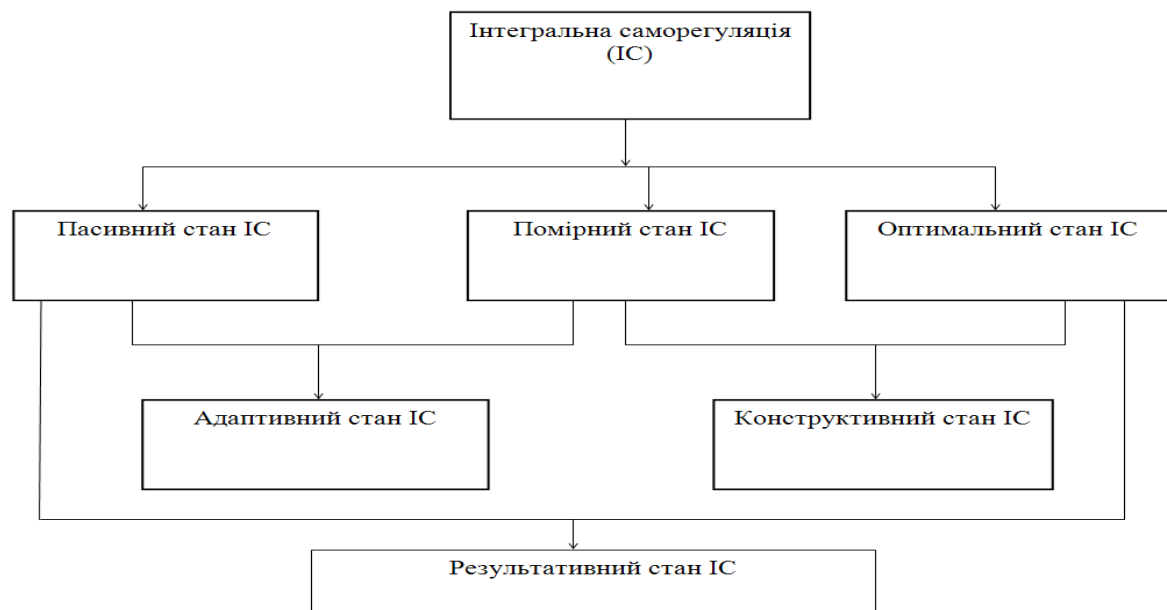 Інтегральна саморегуляція
(ІС)
Пасивний стан ІС
Помірний стан ІС
Оптимальний стан ІС
Адаптивний стан ІС
Конструктивний стан ІС
Результативний стан ІС